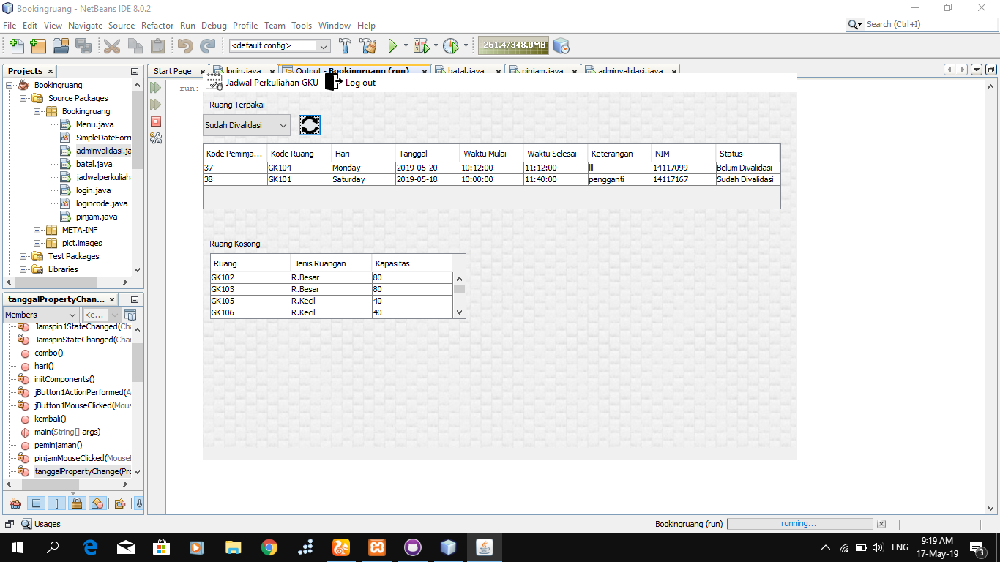 Bookingruang - NetBeans IDE 8.0.2
File Edit View Navigate Source Refactor Run Debug Profile Team Tools Window Help
Search (Ctrl+I)
<default config>
261.4/348.0MB
Projects
Bookingruang
Source Packages
Bookingruang
Menu.java
SimpleDateForm
adminvalidasi.ja
batal.java
jadwalperkuliah
login.java
logincode.java
pinjam.java
META-INF
pict.images
Test Packages
Libraries
tanggalPropertyChan...
Members
<e...
Jamspin1StateChanged(Cha
JamspinStateChanged(Chan
combo()
hari()
initComponents()
jButton1ActionPerformed(A
jButton1MouseClicked(Mous
kembali()
main(String[] args)
peminjaman()
pinjamMouseClicked(Mousel
tanggalPropertyChange(Pro
Start Page login.java Output - Bookingruang (run) batal.java pinjam.java adminvalidasi.java
run:
Jadwal Perkuliahan GKU Log out
Ruang Terpakai
Sudah Divalidasi
Kode Peminja... Kode Ruang Hari Tanggal Waktu Mulai Waktu Selesai Keterangan NIM Status
37 GK104 Monday 2019-05-20 10:12:00 11:12:00 lll 14117099 Belum Divalidasi
38 GK101 Saturday 2019-05-18 10:00:00 11:40:00 pengganti 14117167 Sudah Divalidasi
Ruang Kosong
Ruang Jenis Ruangan Kapasitas
GK102 R.Besar 80
GK103 R.Besar 80
GK105 R.Kecil 40
GK106 R.Kecil 40
Usages
Bookingruang (run) running...
ENG
9:19 AM
17-May-19
3